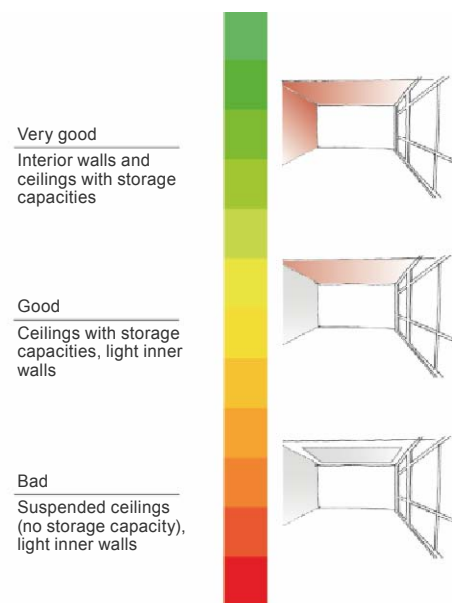 Very good
Interior walls and
ceilings with storage
capacities
Good
Ceilings with storage
capacities, light inner
walls
Bad
Suspended ceilings
(no storage capacity),
light inner walls